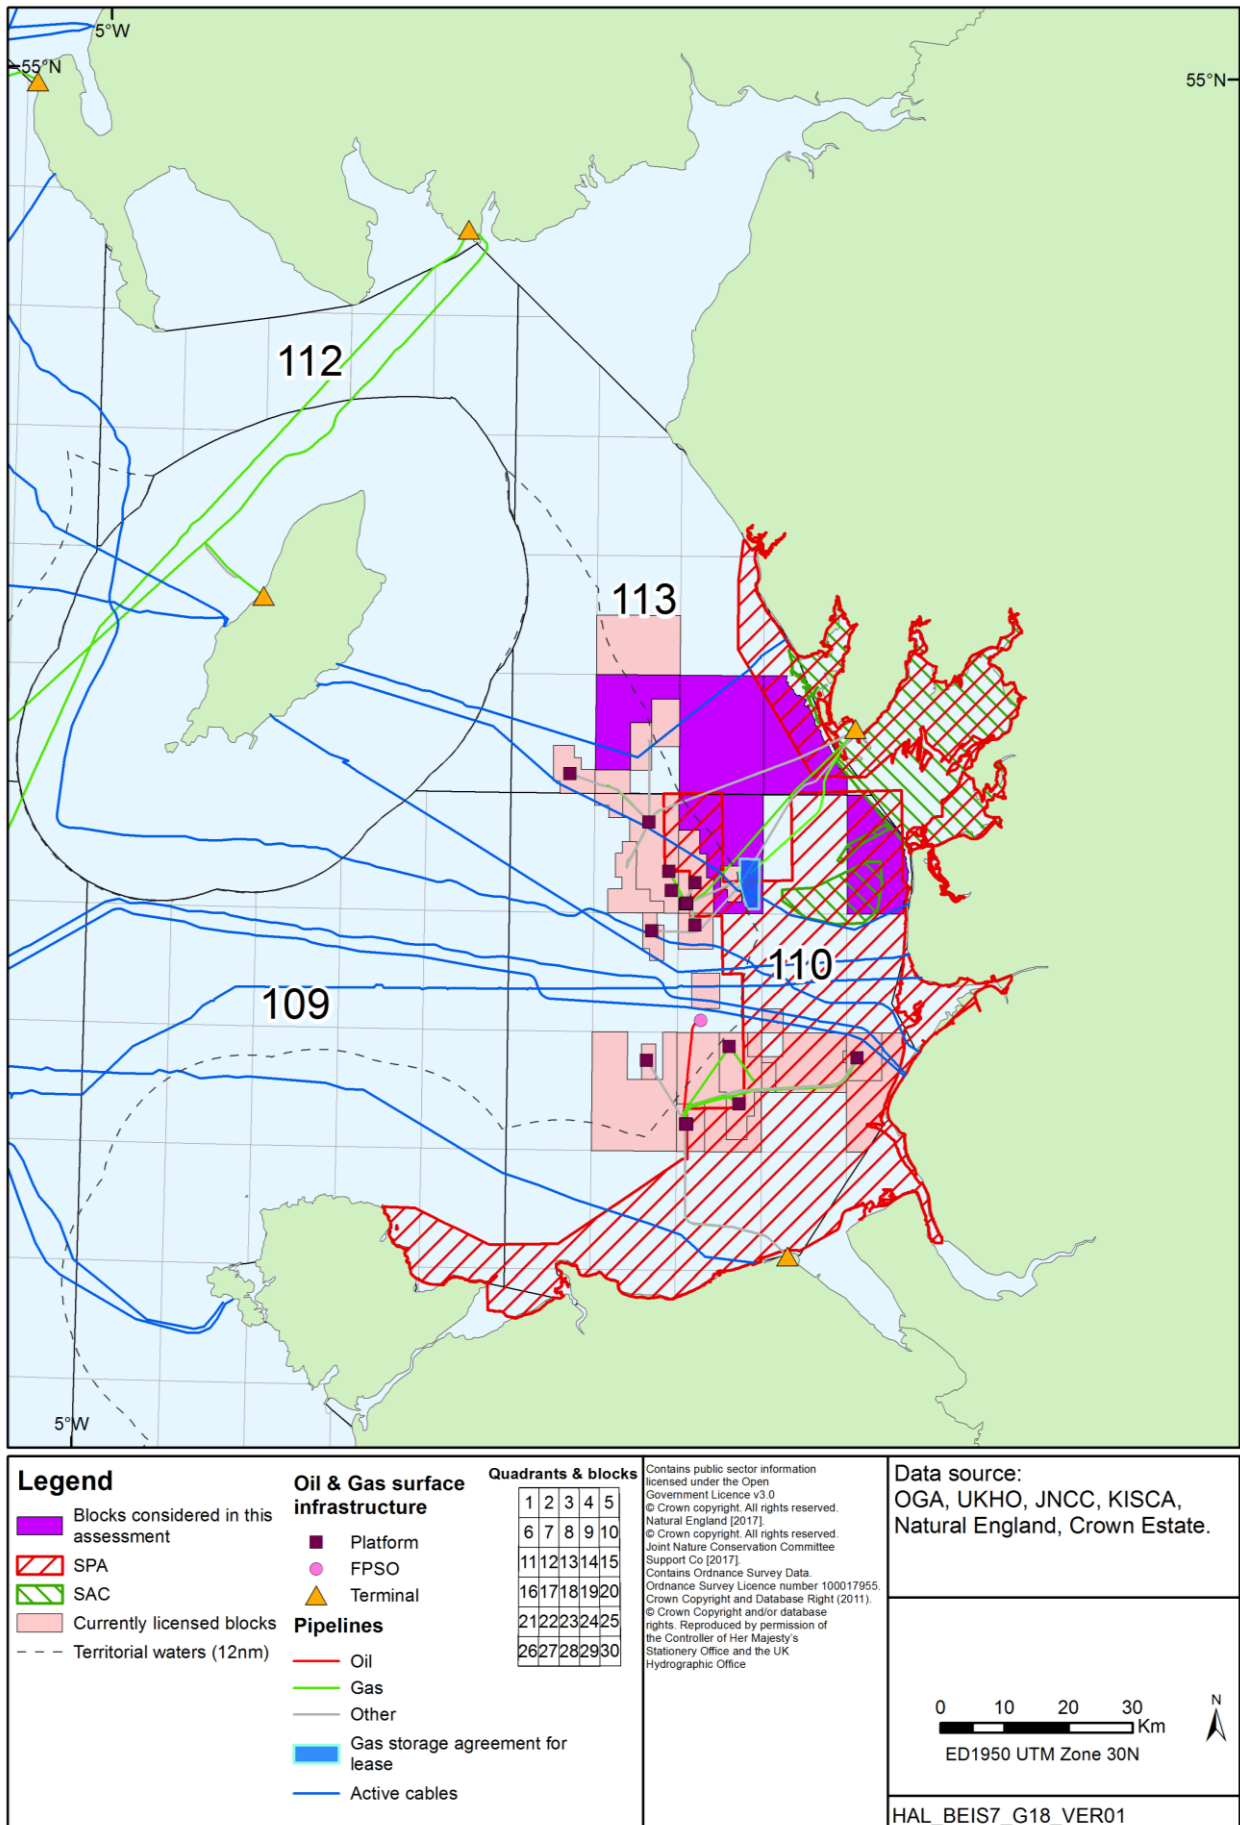 5°W
55°N
55°N
112
113
110
109
5°W
Legend
Blocks considered in this
assessment
SPA
SAC
Currently licensed blocks
Territorial waters (12nm)
Oil & Gas surface
infrastructure
Platform
FPSO
Terminal
Pipelines
Oil
Gas
Other
Gas storage agreement for
lease
Active cables
Quadrants & blocks
1 2 3 4 5
6 7 8 9 10
11 12 13 14 15
16 17 18 19 20
21 22 23 24 25
26 27 28 29 30
Contains public sector information
licensed under the Open
Government Licence v3.0
© Crown copyright. All rights reserved.
Natural England [2017].
© Crown copyright. All rights reserved.
Joint Nature Conservation Committee
Support Co [2017].
Contains Ordnance Survey Data.
Ordnance Survey Licence number 100017955.
Crown Copyright and Database Right (2011).
© Crown Copyright and/or database
rights. Reproduced by permission of
the Controller of Her Majesty's
Stationery Office and the UK
Hydrographic Office
Data source:
OGA, UKHO, JNCC, KISCA,
Natural England, Crown Estate.
0 10 20 30
Km
N
ED1950 UTM Zone 30N
HAL_BEIS7_G18_VER01